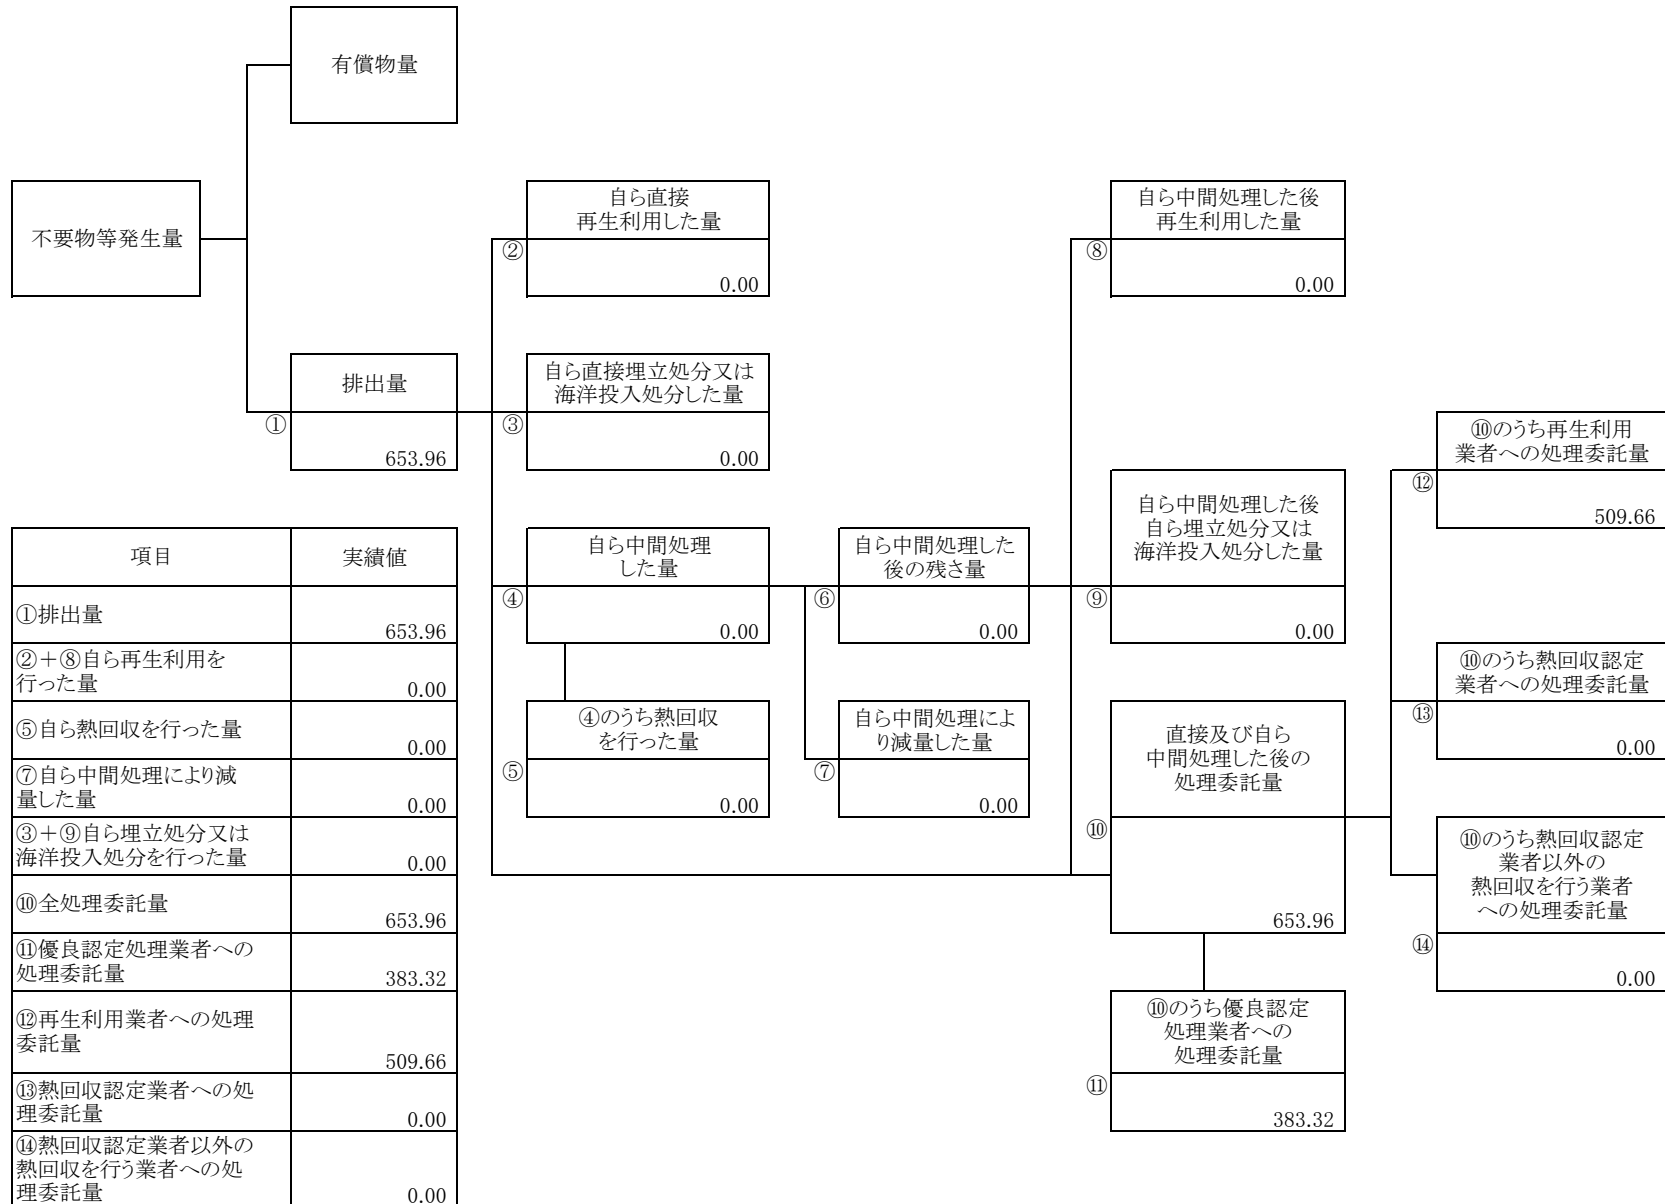 有償物量
不要物等発生量
自ら直接
再生利用した量
②
0.00
自ら中間処理した後
再生利用した量
⑧
0.00
排出量
①
653.96
自ら直接埋立処分又は
海洋投入処分した量
③
0.00
⑩のうち再生利用
業者への処理委託量
⑫
509.66
自ら中間処理
した量
④
0.00
自ら中間処理した
後の残さ量
⑥
0.00
自ら中間処理した後
自ら埋立処分又は
海洋投入処分した量
⑨
0.00
⑩のうち熱回収認定
業者への処理委託量
⑬
0.00
④のうち熱回収
を行った量
⑤
0.00
自ら中間処理によ
り減量した量
⑦
0.00
直接及び自ら
中間処理した後の
処理委託量
⑩
653.96
⑩のうち熱回収認定
業者以外の
熱回収を行う業者
への処理委託量
⑭
0.00
⑩のうち優良認定
処理業者への
処理委託量
⑪
383.32
項目 実績値
①排出量
653.96
②+⑧自ら再生利用を
行った量
0.00
⑤自ら熱回収を行った量
0.00
⑦自ら中間処理により減
量した量
0.00
③+⑨自ら埋立処分又は
海洋投入処分を行った量
0.00
⑩全処理委託量
653.96
⑪優良認定処理業者への
処理委託量
383.32
⑫再生利用業者への処理
委託量
509.66
⑬熱回収認定業者への処
理委託量
0.00
⑭熱回収認定業者以外の
熱回収を行う業者への処
理委託量
0.00